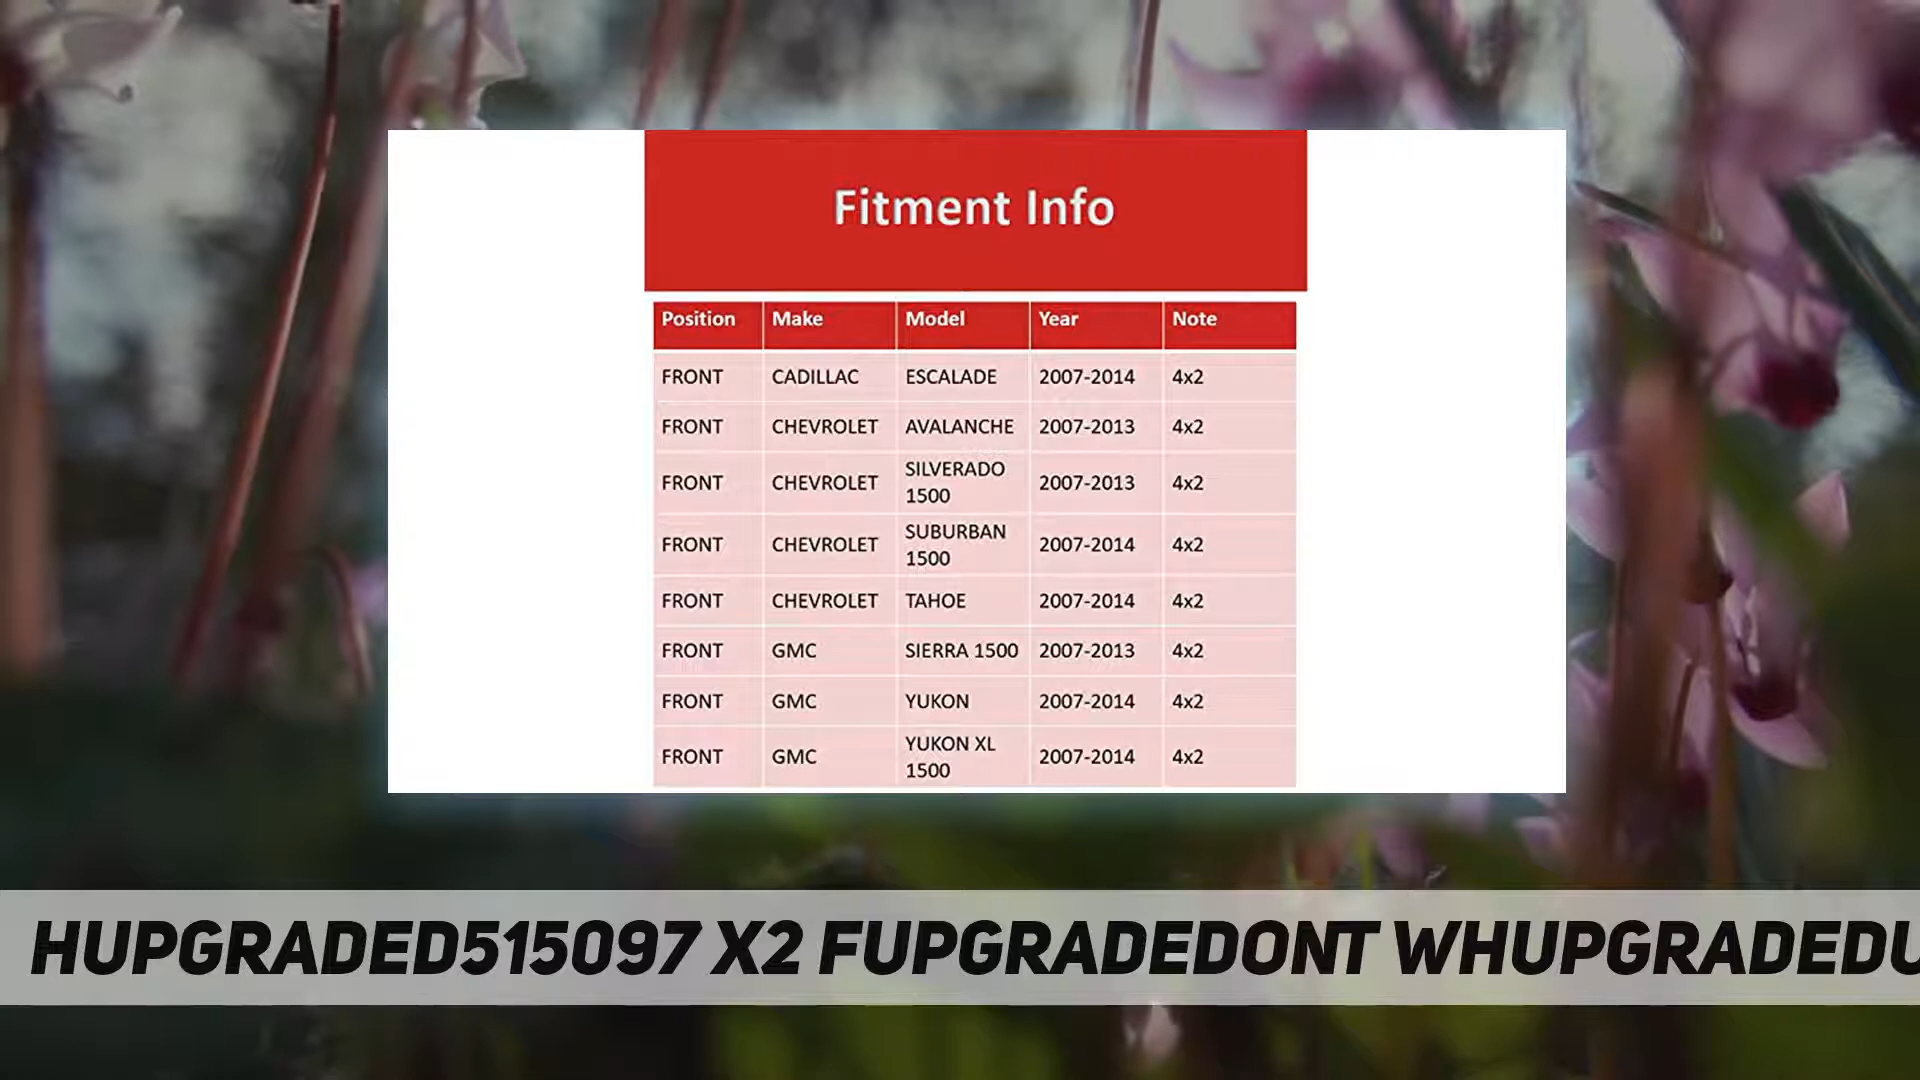 Fitment Info
Position Make Model Year Note
FRONT CADILLAC ESCALADE 2007-2014 4x2
FRONT CHEVROLET AVALANCHE 2007-2013 4x2
FRONT CHEVROLET SILVERADO 1500 2007-2013 4x2
FRONT CHEVROLET SUBURBAN 1500 2007-2014 4x2
FRONT CHEVROLET TAHOE 2007-2014 4x2
FRONT GMC SIERRA 1500 2007-2013 4x2
FRONT GMC YUKON 2007-2014 4x2
FRONT GMC YUKON XL 1500 2007-2014 4x2
HUPGRADED515097 X2 FUPGRADEDONT WHUPGRADEDU